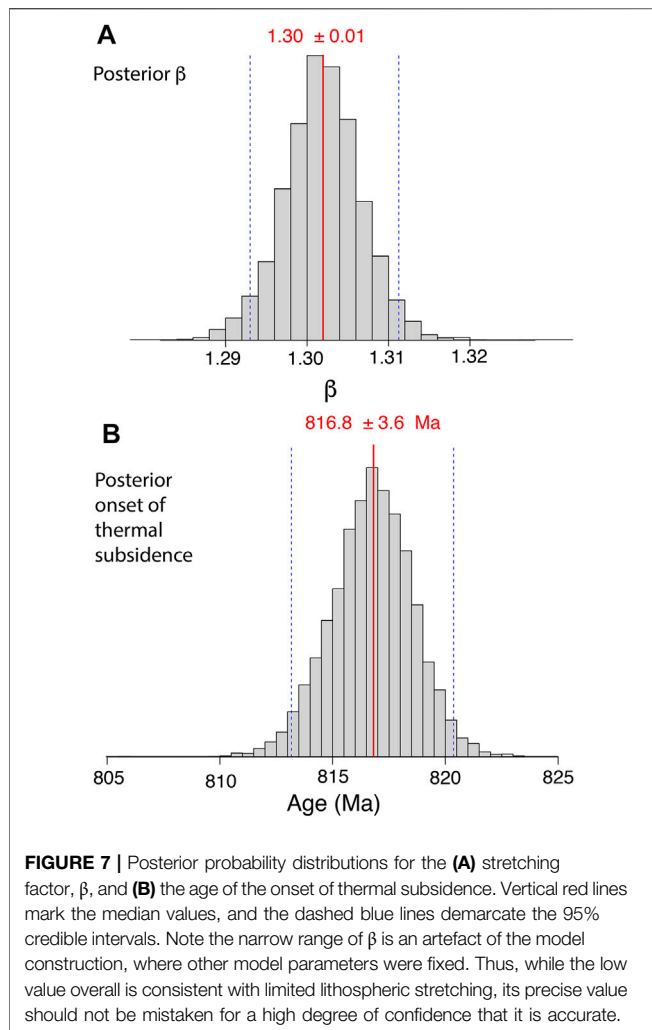 A
1.30 ± 0.01
Posterior β
1.29 1.30 1.31 1.32
β
B
816.8 ± 3.6 Ma
Posterior
onset of
thermal
subsidence
805 810 815 820 825
Age (Ma)
FIGURE 7 | Posterior probability distributions for the (A) stretching
factor, β, and (B) the age of the onset of thermal subsidence. Vertical red lines
mark the median values, and the dashed blue lines demarcate the 95%
credible intervals. Note the narrow range of β is an artefact of the model
construction, where other model parameters were fixed. Thus, while the low
value overall is consistent with limited lithospheric stretching, its precise value
should not be mistaken for a high degree of confidence that it is accurate.